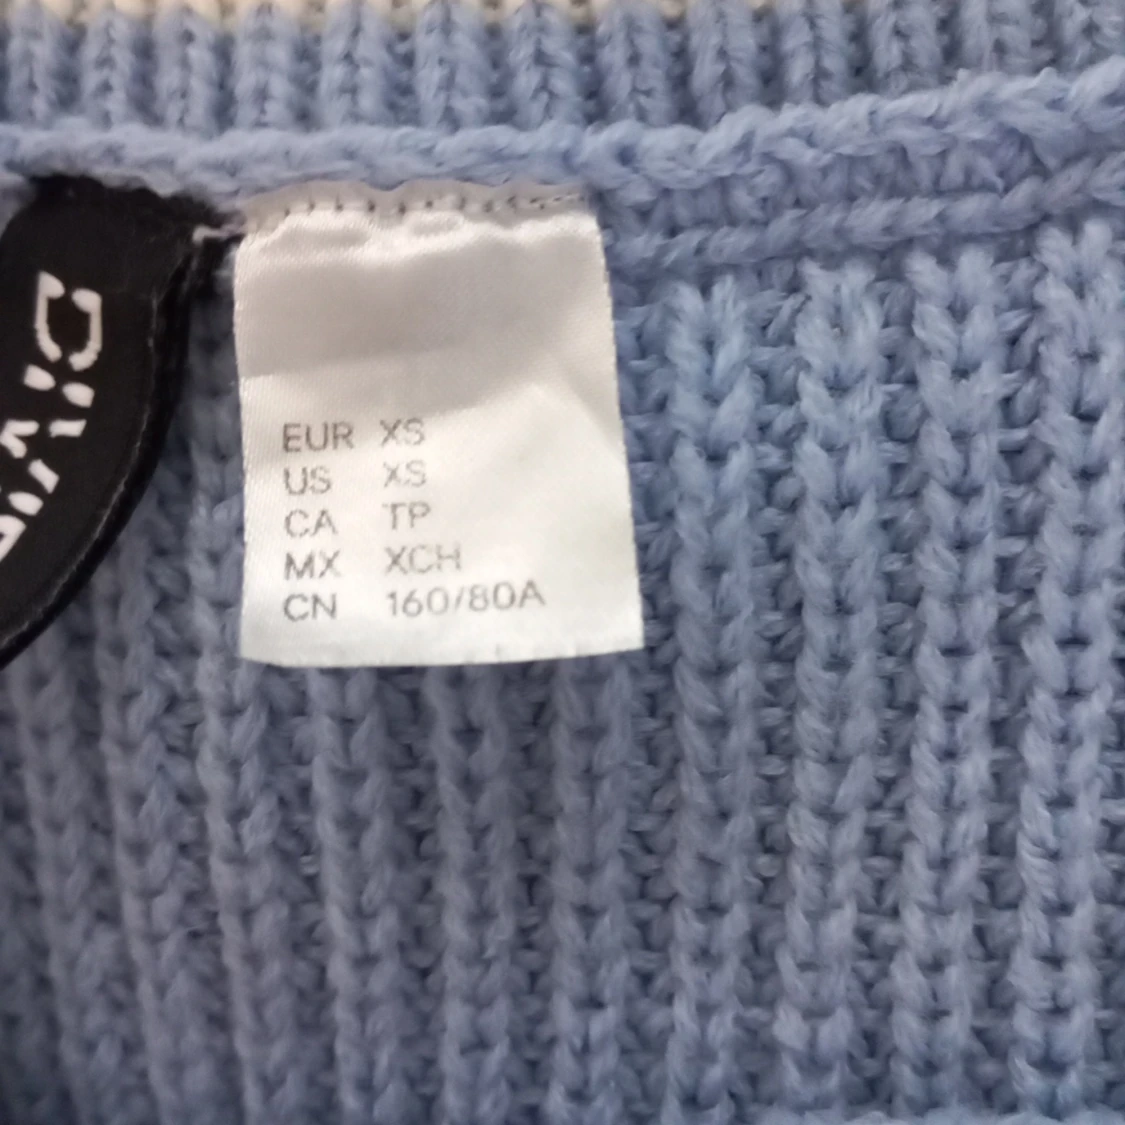 EUR XS
US XS
CA TP
MX XCH
CN 160/80A